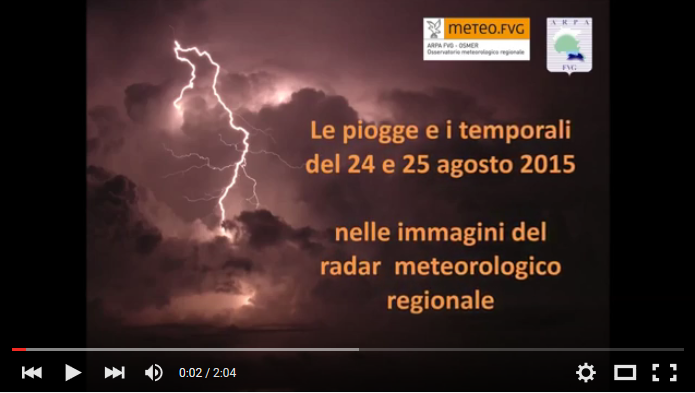 meteo.FVG
ARPA FVG - OSMER
Osservatorio meteorologico regionale
A R P A
FVG
Le piogge e i temporali
del 24 e 25 agosto 2015
nelle immagini del
radar meteorologico
regionale
0:02 / 2:04